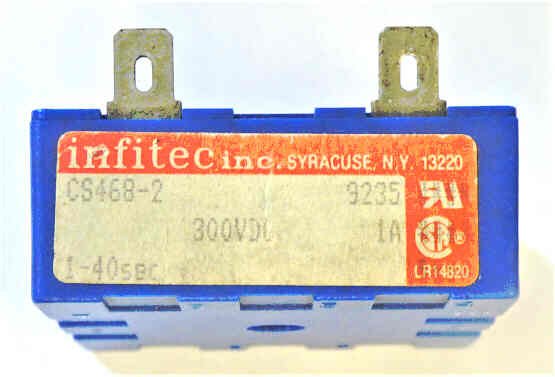 infitec inc. SYRACUSE, N.Y. 13220
CS468-2 9235
300VDC 1A
1-40sec
LR14820